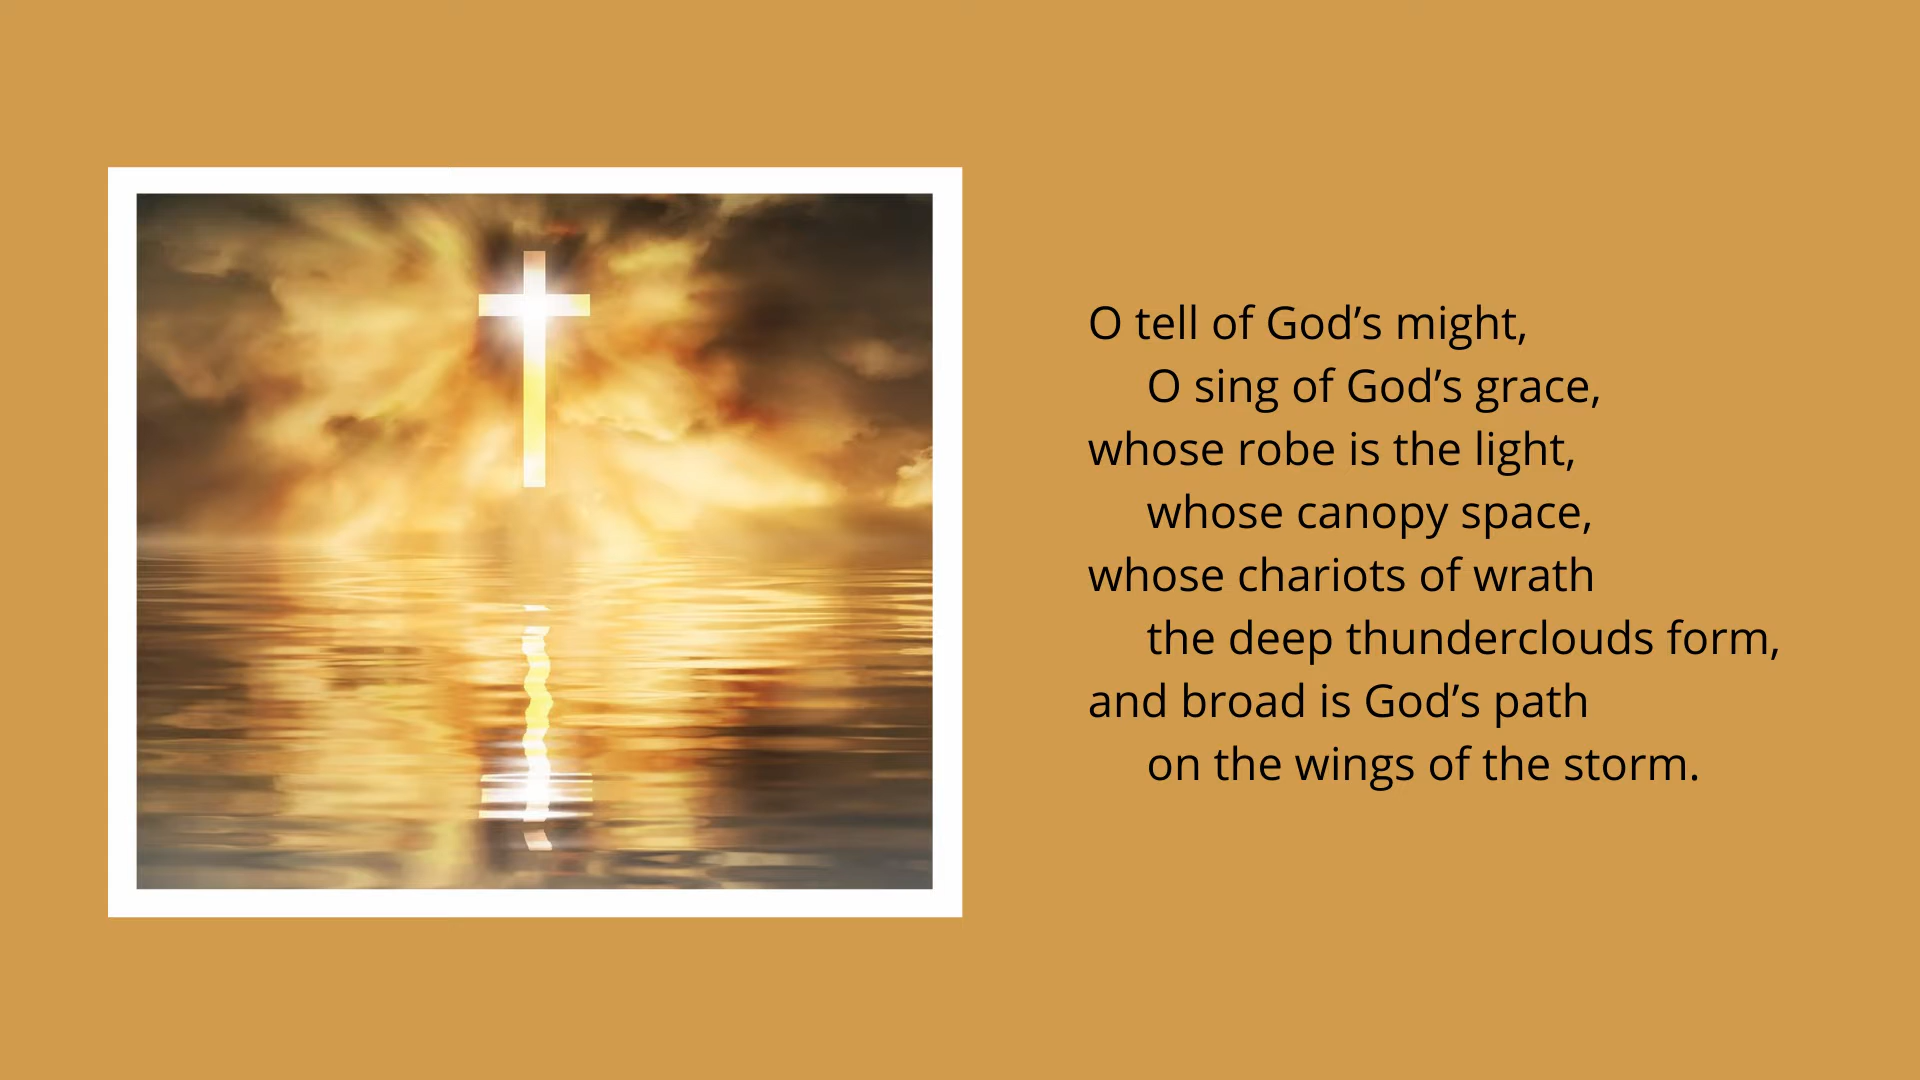 O tell of God’s might,
O sing of God’s grace,
whose robe is the light,
whose canopy space,
whose chariots of wrath
the deep thunderclouds form,
and broad is God’s path
on the wings of the storm.